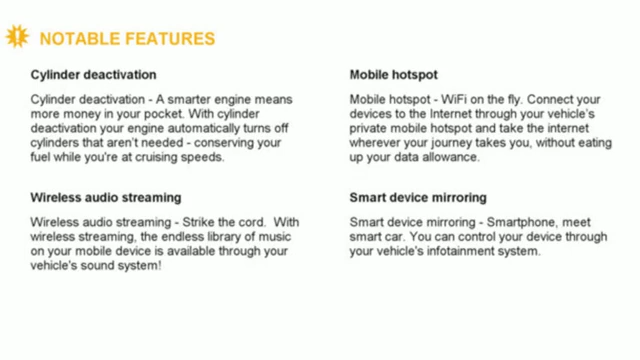 NOTABLE FEATURES
Cylinder deactivation
Cylinder deactivation - A smarter engine means
more money in your pocket. With cylinder
deactivation your engine automatically turns off
cylinders that aren't needed - conserving your
fuel while you're at cruising speeds.
Wireless audio streaming
Wireless audio streaming - Strike the cord. With
wireless streaming, the endless library of music
on your mobile device is available through your
vehicle's sound system!
Mobile hotspot
Mobile hotspot - WiFi on the fly. Connect your
devices to the Internet through your vehicle's
private mobile hotspot and take the internet
wherever your journey takes you, without eating
up your data allowance.
Smart device mirroring
Smart device mirroring - Smartphone, meet
smart car. You can control your device through
your vehicle's infotainment system.